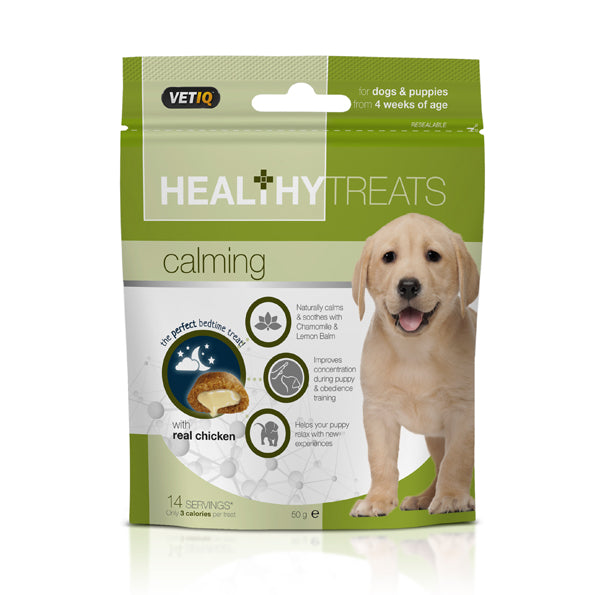 VETIQ
for dogs & puppies
from 4 weeks of age
RESEALABLE
HEALTHYTREATS
calming
the perfect bedtime treat!
Naturally calms
& soothes with
Chamomile &
Lemon Balm
Improves
concentration
during puppy
& obedience
training
with
real chicken
Helps your puppy
relax with new
experiences
14 SERVINGS*
Only 3 calories per treat
50 g e